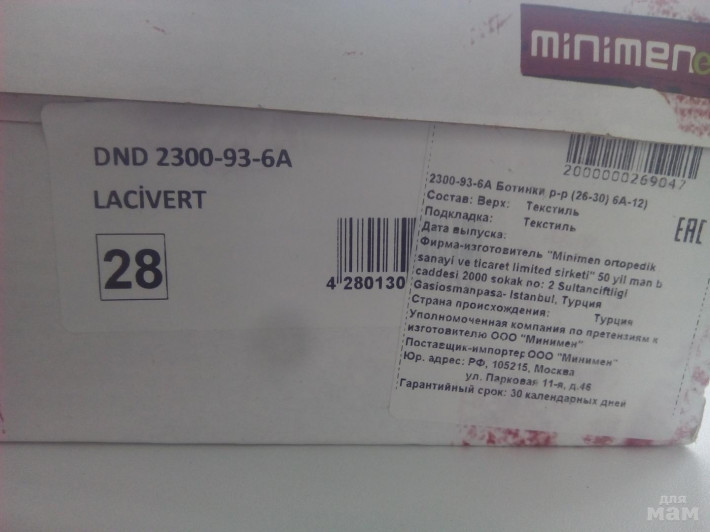 minimen
DND 2300-93-6A
LACİVERT
28
4 280130
2000000269047
2300-93-6A Ботинки р-р (26-30) 6A-12)
Состав: Верх: Текстиль
Подкладка: Текстиль
Дата выпуска:
Фирма-изготовитель "Minimen ortopedik
sanayi ve ticaret limited sirketi" 50 yil man b
caddesi 2000 sokak no: 2 Sultanciftligi
Gasiosmanpasa- Istanbul, Турция
Страна происхождения: Турция
Уполномоченная компания по претензиям к
изготовителю ООО "Минимен"
Поставщик-импортер ООО "Минимен"
Юр. адрес: РФ, 105215, Москва
ул. Парковая 11-я, д.46
Гарантийный срок: 30 календарных дней
EAC
для
мам